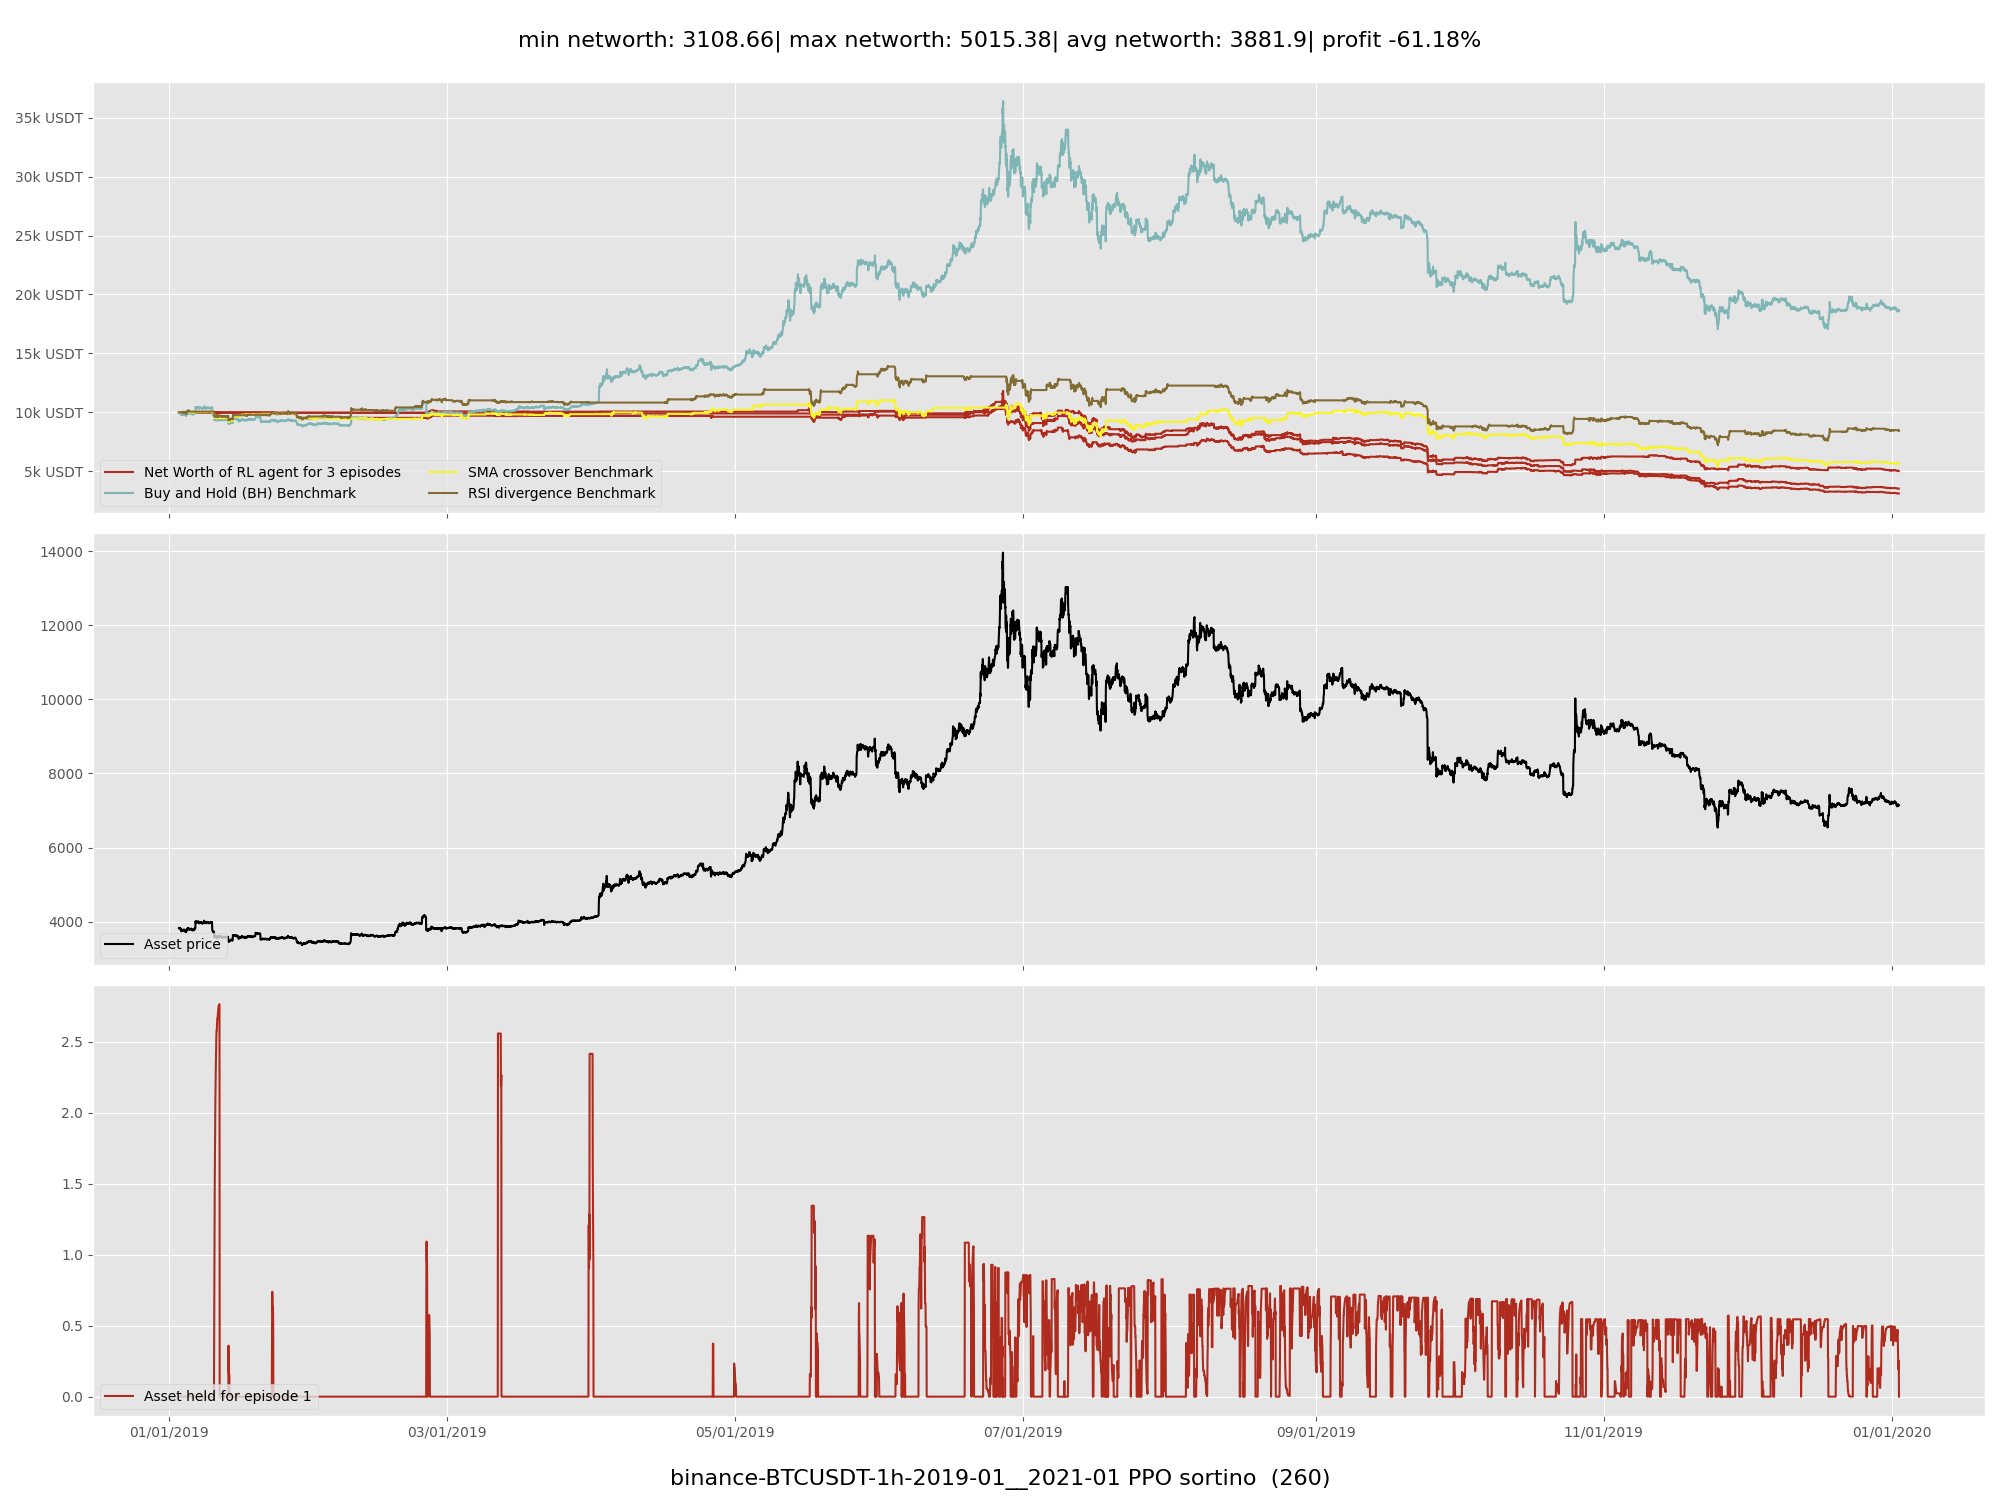 min networth: 3108.66| max networth: 5015.38| avg networth: 3881.9| profit -61.18%
35k USDT
30k USDT
25k USDT
20k USDT
15k USDT
10k USDT
5k USDT
Net Worth of RL agent for 3 episodes
Buy and Hold (BH) Benchmark
SMA crossover Benchmark
RSI divergence Benchmark
14000
12000
10000
8000
6000
4000
Asset price
2.5
2.0
1.5
1.0
0.5
0.0
Asset held for episode 1
01/01/2019 03/01/2019 05/01/2019 07/01/2019 09/01/2019 11/01/2019 01/01/2020
binance-BTCUSDT-1h-2019-01__2021-01 PPO sortino (260)